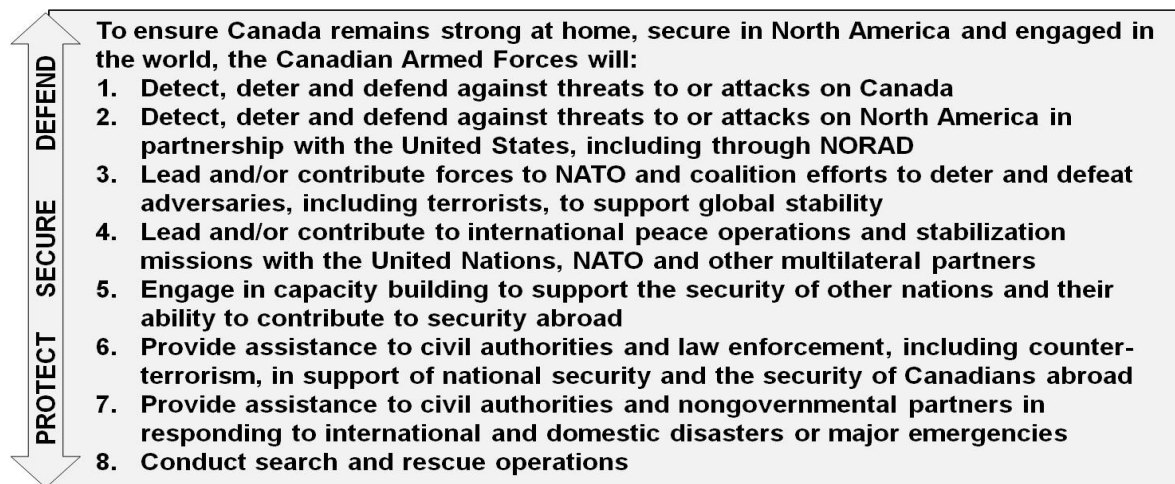 DEFEND
SECURE
PROTECT
To ensure Canada remains strong at home, secure in North America and engaged in
the world, the Canadian Armed Forces will:
1. Detect, deter and defend against threats to or attacks on Canada
2. Detect, deter and defend against threats to or attacks on North America in
partnership with the United States, including through NORAD
3. Lead and/or contribute forces to NATO and coalition efforts to deter and defeat
adversaries, including terrorists, to support global stability
4. Lead and/or contribute to international peace operations and stabilization
missions with the United Nations, NATO and other multilateral partners
5. Engage in capacity building to support the security of other nations and their
ability to contribute to security abroad
6. Provide assistance to civil authorities and law enforcement, including counter-
terrorism, in support of national security and the security of Canadians abroad
7. Provide assistance to civil authorities and nongovernmental partners in
responding to international and domestic disasters or major emergencies
8. Conduct search and rescue operations